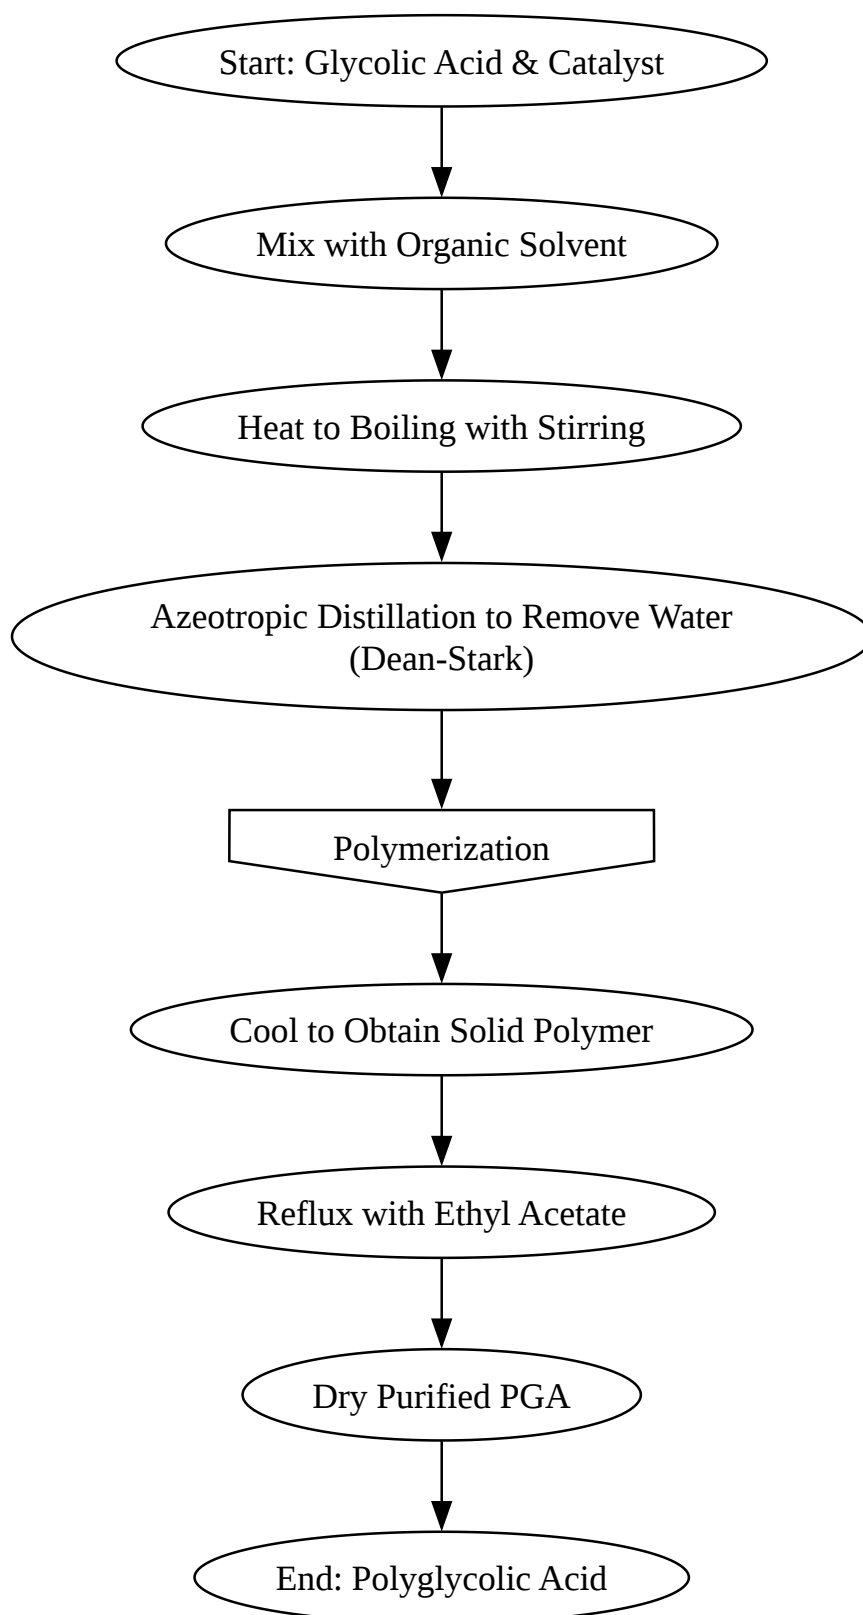 Start: Glycolic Acid & Catalyst
Mix with Organic Solvent
Heat to Boiling with Stirring
Azeotropic Distillation to Remove Water
(Dean-Stark)
Polymerization
Cool to Obtain Solid Polymer
Reflux with Ethyl Acetate
Dry Purified PGA
End: Polyglycolic Acid